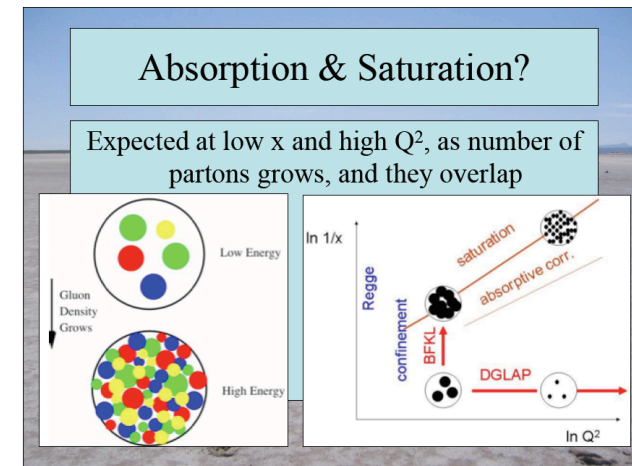 Absorption & Saturation?
Expected at low x and high Q², as number of
partons grows, and they overlap
Low Energy
Gluon
Density
Grows
High Energy
ln 1/x
Regge
confinement
saturation
absorptive corr.
BFKL
DGLAP
ln Q²